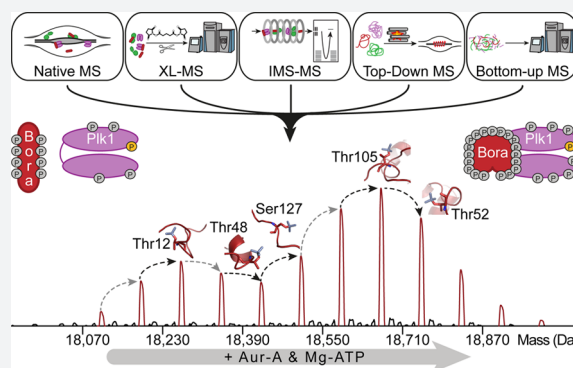 Native MS
XL-MS
IMS-MS
Top-Down MS
Bottom-up MS
Bora
Plk1
P P P P P P P P P P P P P
Thr12
Thr48
Ser127
Thr105
Thr52
Bora
Plk1
18,070
18,230
18,390
18,550
18,710
18,870
Mass (Da
+ Aur-A & Mg-ATP